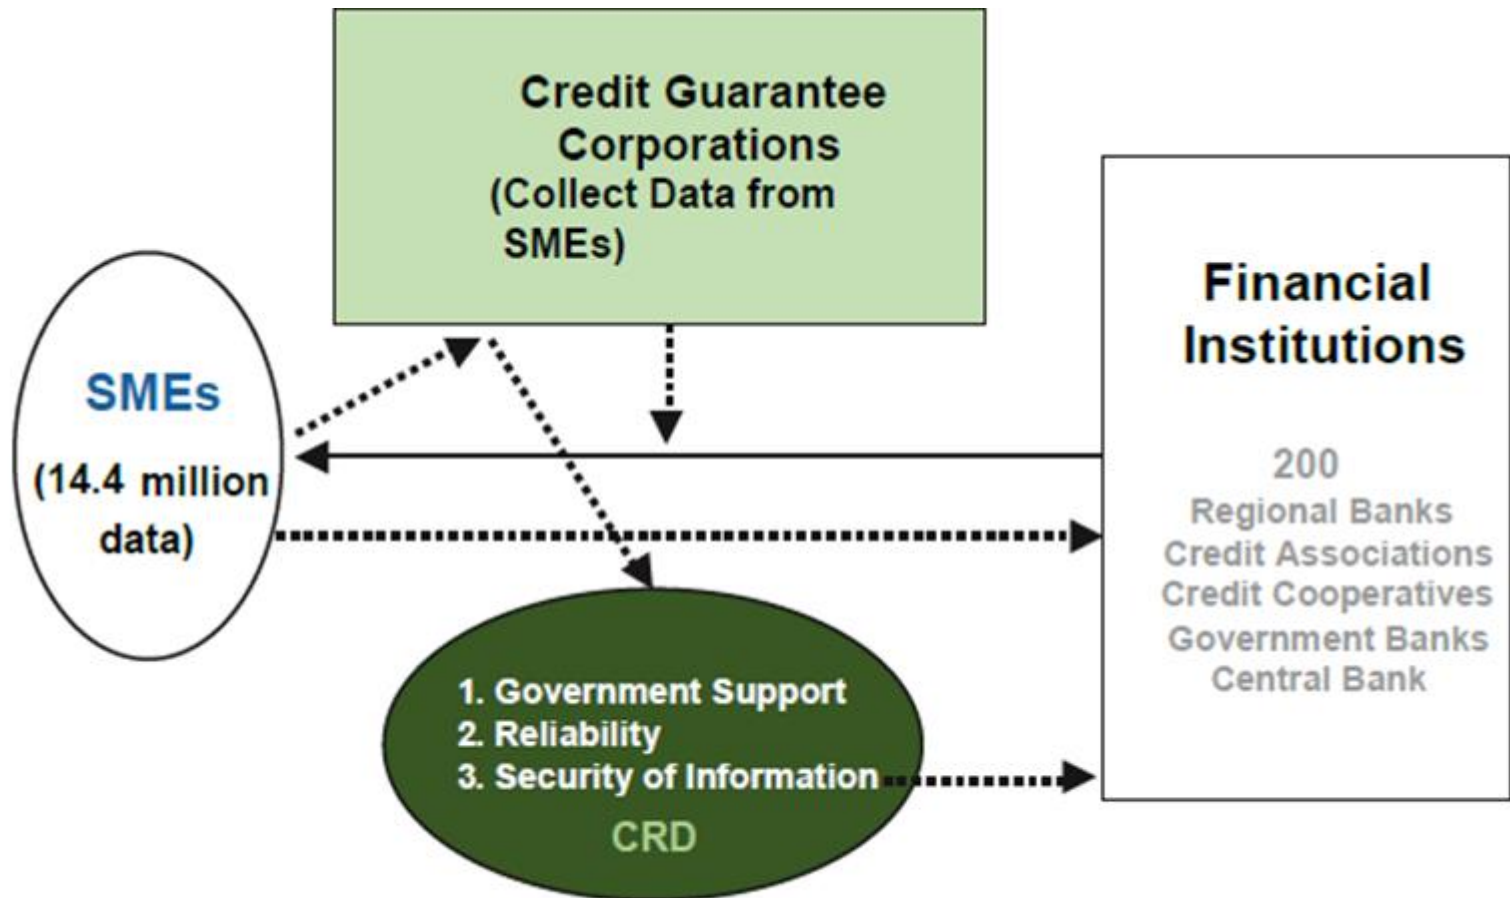 Credit Guarantee
Corporations
(Collect Data from
SMEs)
SMEs
(14.4 million
data)
Financial
Institutions
200
Regional Banks
Credit Associations
Credit Cooperatives
Government Banks
Central Bank
1. Government Support
2. Reliability
3. Security of Information
CRD